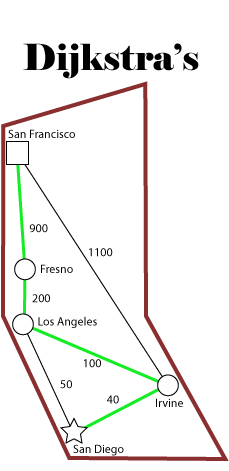 Dijkstra's
San Francisco
900
1100
Fresno
200
Los Angeles
100
50
40
Irvine
San Diego